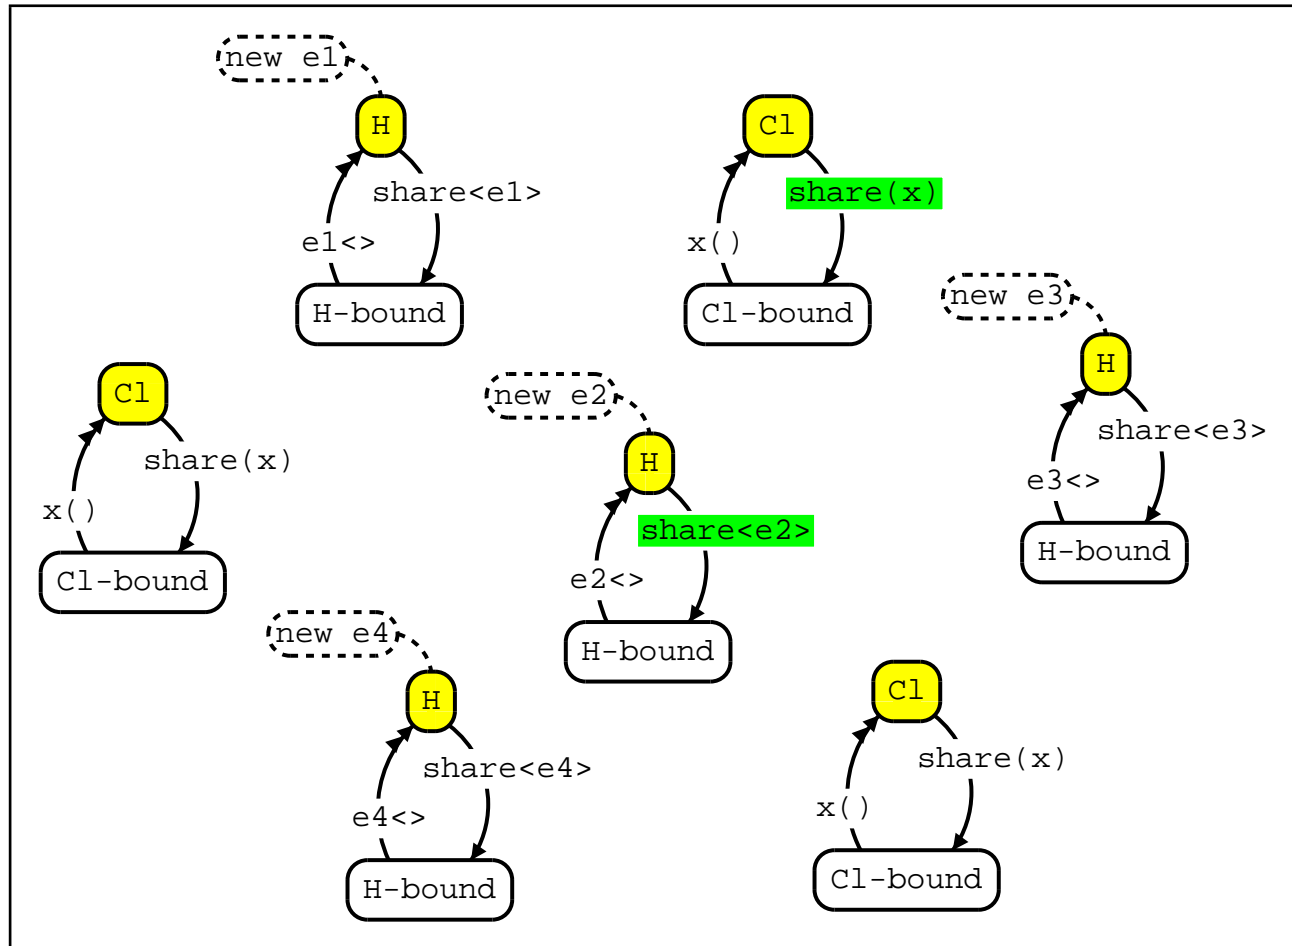 new e1
H
share<e1>
e1<>
H-bound
Cl
share(x)
x()
Cl-bound
new e3
H
share<e3>
e3<>
H-bound
Cl
share(x)
x()
Cl-bound
new e2
H
share<e2>
e2<>
H-bound
new e4
H
share<e4>
e4<>
H-bound
Cl
share(x)
x()
Cl-bound